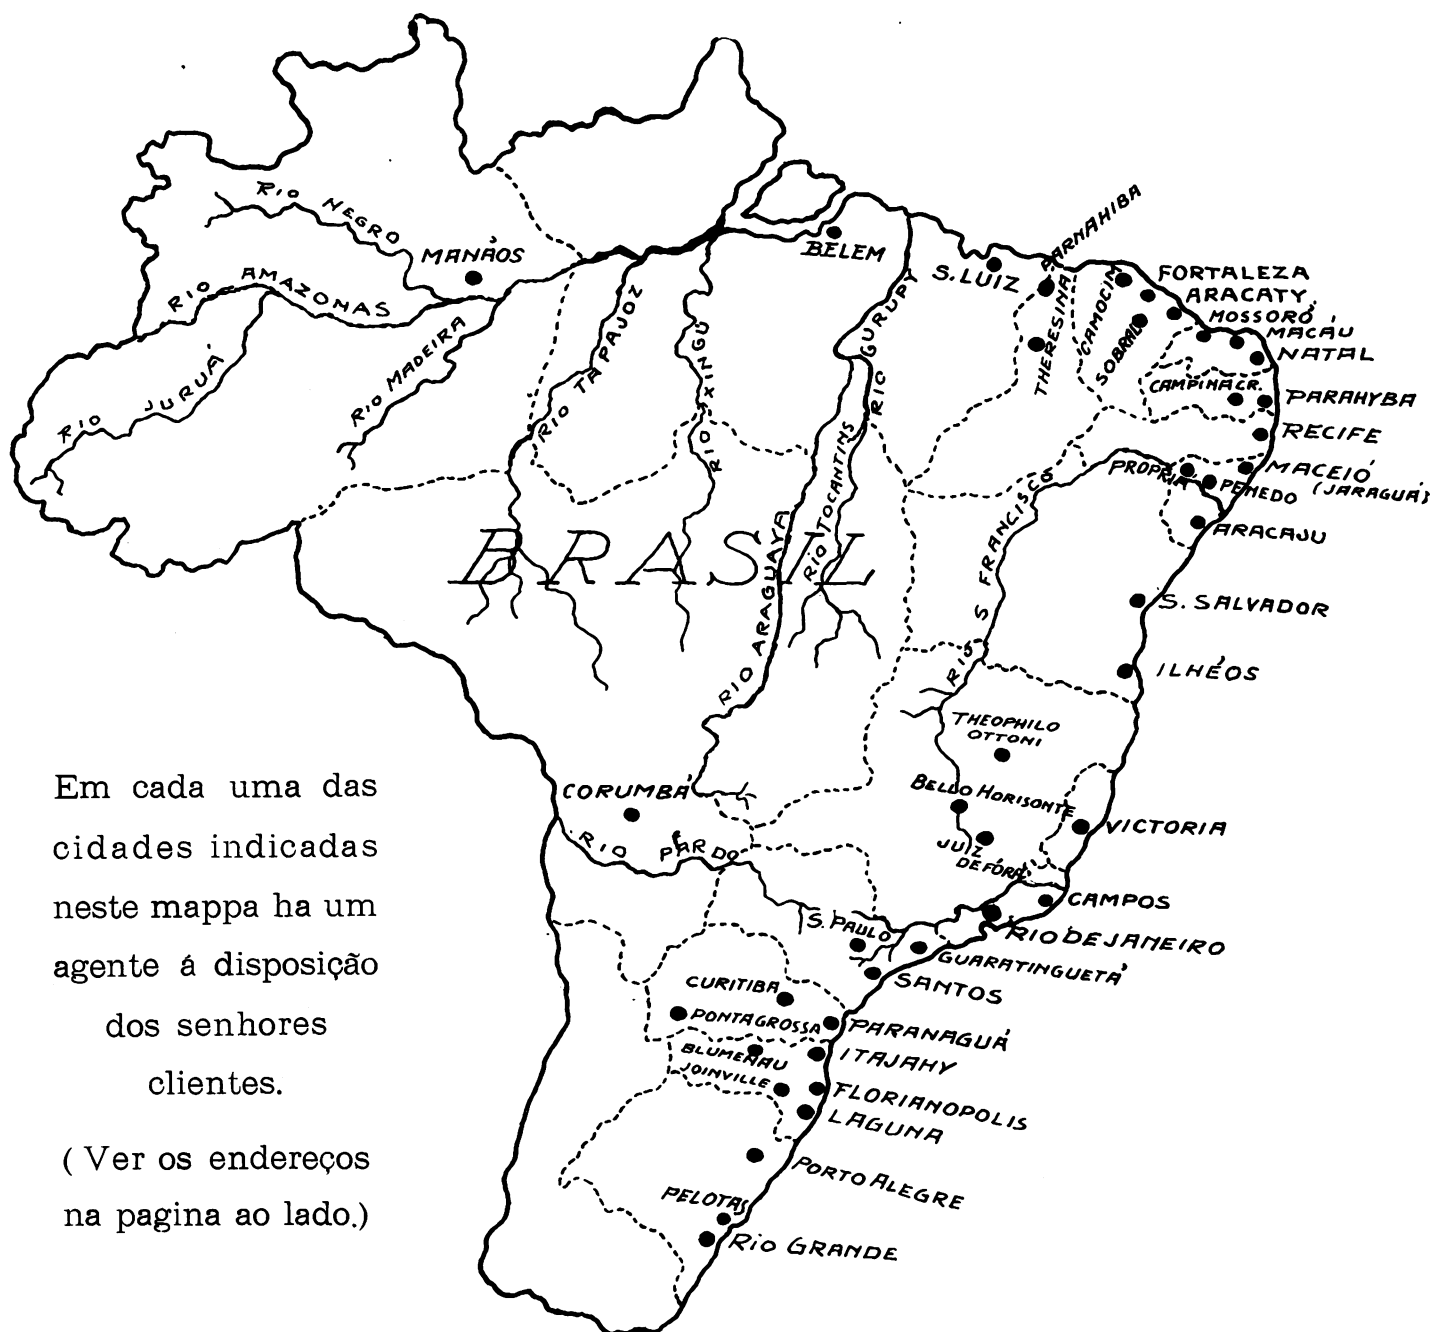 RIO NEGRO
MANÁOS
RIO AMAZONAS
RIO JURUÁ
RIO MADEIRA
RIO TAPAJOZ
RIO XINGÚ
BELEM
RIO GURUPY
S. LUIZ
PARNAHIBA
THERESINA
CAMOCIM
SOBRAL
FORTALEZA
ARACATY
MOSSORÓ
MACÁU
NATAL
CAMPINA GR.
PARAHYBA
RECIFE
MACEIÓ
(JARAGUÁ)
PROPRIA
PENEDO
ARACAJU
RIO S FRANCISCO
RIO TOCANTINS
RIO ARAGUAYA
BRASIL
S. SALVADOR
ILHÉOS
THEOPHILO
OTTONI
BELLO HORISONTE
VICTORIA
JUIZ
DE FÓRA
CAMPOS
RIO DE JANEIRO
CORUMBÁ
RIO PARDO
S. PAULO
GUARATINGUETÁ
SANTOS
CURITIBA
PONTA GROSSA
PARANAGUÁ
BLUMENAU
ITAJAHY
JOINVILLE
FLORIANOPOLIS
LAGUNA
PORTO ALEGRE
PELOTAS
RIO GRANDE
Em cada uma das
cidades indicadas
neste mappa ha um
agente á disposição
dos senhores
clientes.
(Ver os endereços
na pagina ao lado.)